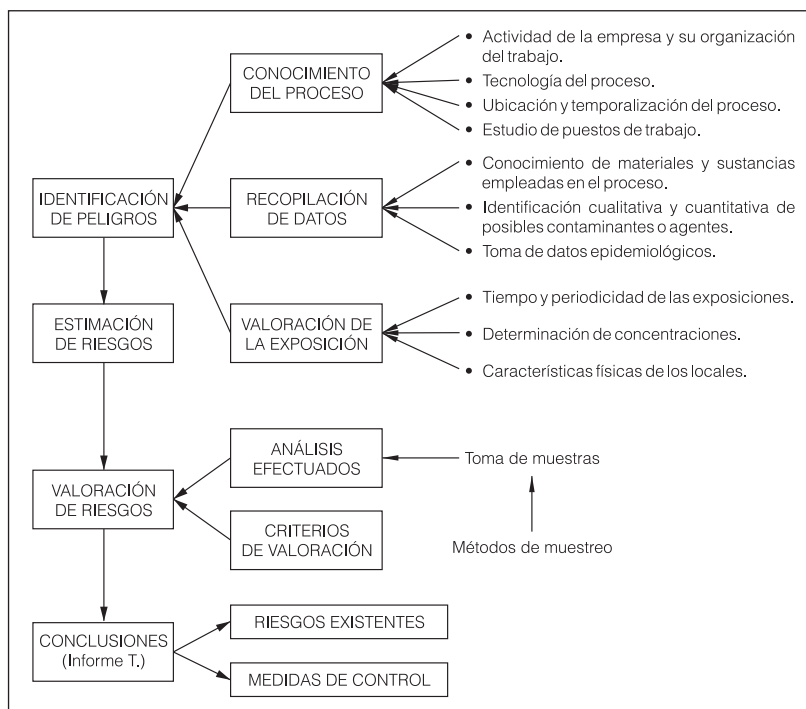 CONOCIMIENTO
DEL PROCESO
• Actividad de la empresa y su organización
del trabajo.
• Tecnología del proceso.
• Ubicación y temporalización del proceso.
• Estudio de puestos de trabajo.
IDENTIFICACIÓN
DE PELIGROS
RECOPILACIÓN
DE DATOS
• Conocimiento de materiales y sustancias
empleadas en el proceso.
• Identificación cualitativa y cuantitativa de
posibles contaminantes o agentes.
• Toma de datos epidemiológicos.
ESTIMACIÓN
DE RIESGOS
VALORACIÓN DE
LA EXPOSICIÓN
• Tiempo y periodicidad de las exposiciones.
• Determinación de concentraciones.
• Características físicas de los locales.
VALORACIÓN
DE RIESGOS
ANÁLISIS
EFECTUADOS
Toma de muestras
CRITERIOS
DE VALORACIÓN
Métodos de muestreo
CONCLUSIONES
(Informe T.)
RIESGOS EXISTENTES
MEDIDAS DE CONTROL